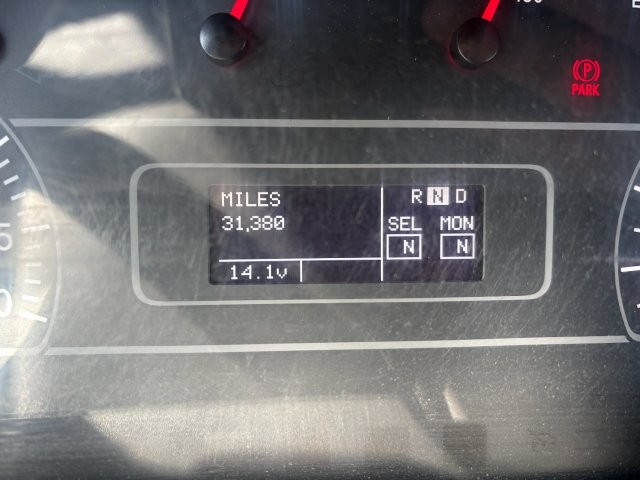 PARK
MILES
31,380
R N D
SEL MON
N N
14.1v